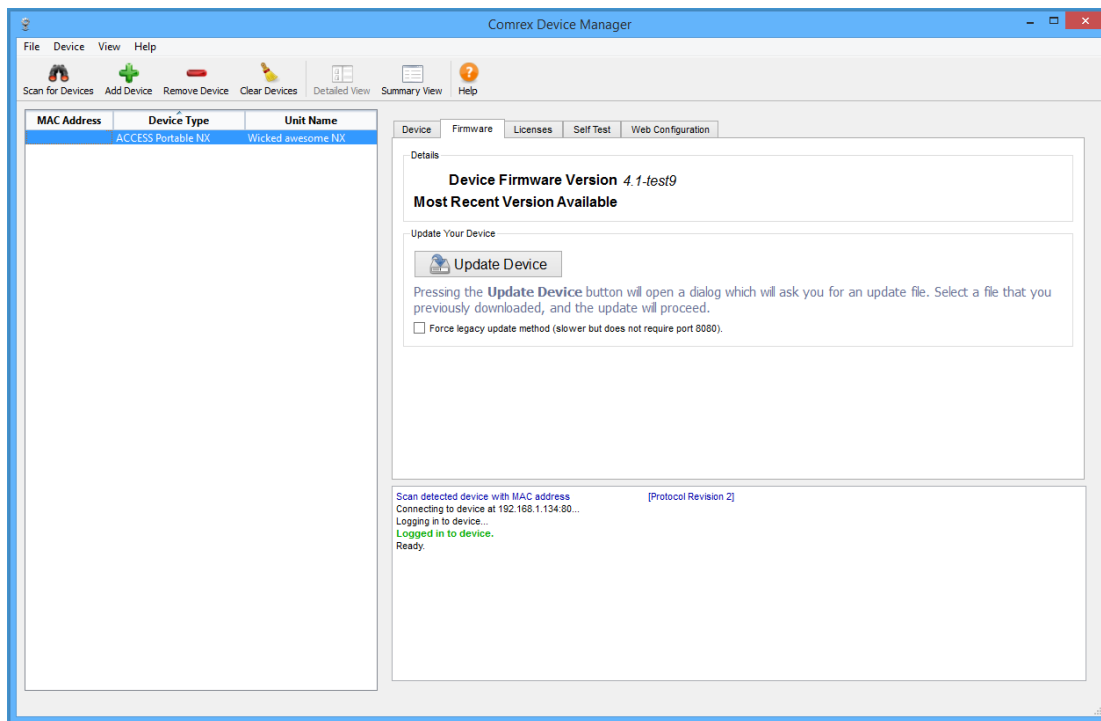 Comrex Device Manager
File Device View Help
Scan for Devices Add Device Remove Device Clear Devices Detailed View Summary View Help
MAC Address Device Type Unit Name
ACCESS Portable NX Wicked awesome NX
Device Firmware Licenses Self Test Web Configuration
Details
Device Firmware Version 4.1-test9
Most Recent Version Available
Update Your Device
Update Device
Pressing the Update Device button will open a dialog which will ask you for an update file. Select a file that you
previously downloaded, and the update will proceed.
Force legacy update method (slower but does not require port 8080).
Scan detected device with MAC address [Protocol Revision 2]
Connecting to device at 192.168.1.134:80...
Logging in to device...
Logged in to device.
Ready.